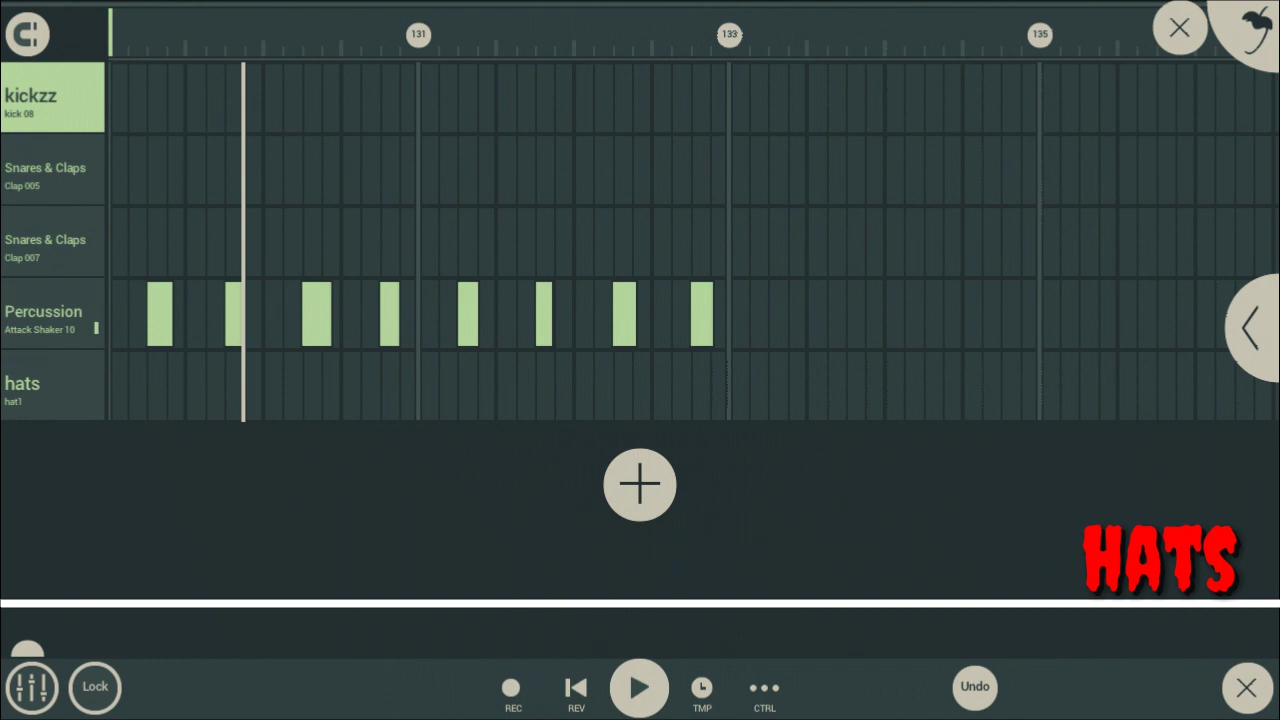 131
133
135
kickzz
kick 08
Snares & Claps
Clap 005
Snares & Claps
Clap 007
Percussion
Attack Shaker 10
hats
hat1
HATS
Lock
REC
REV
TMP
CTRL
Undo